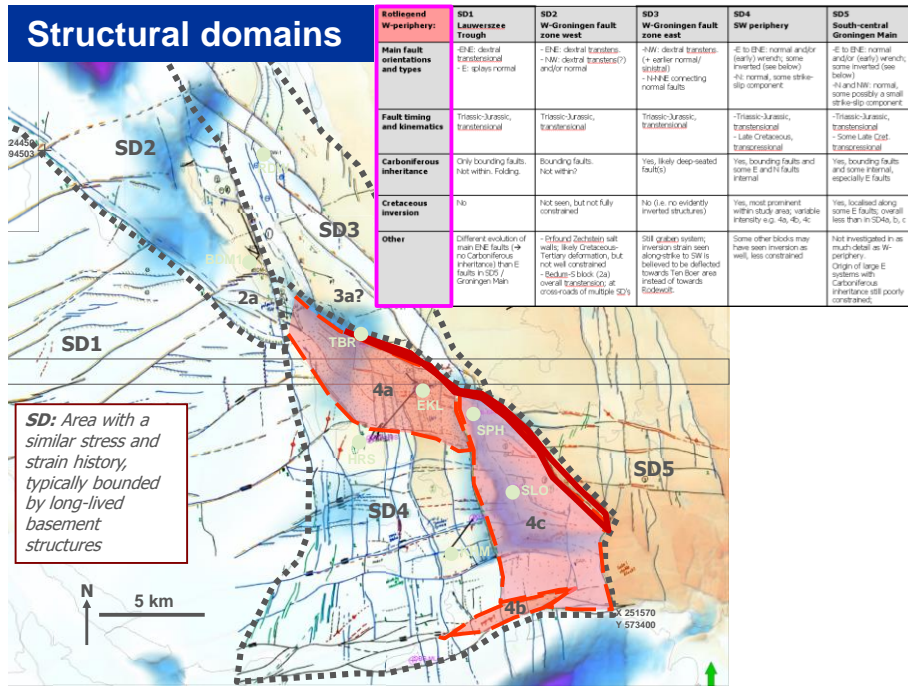 Structural domains
Rotliegend
W-periphery:
SD1
Lauwerszee
Trough
SD2
W-Groningen fault
zone west
SD3
W-Groningen fault
zone east
SD4
SW periphery
SD5
South-central
Groningen Main
Main fault
orientations
and types
-ENE: dextral
transtensional
- E: splays normal
- ENE: dextral transtens.
- NW: dextral transtens(?)
and/or normal
-NW: dextral transtens.
(+ earlier normal/
sinistral)
- N-NNE connecting
normal faults
-E to ENE: normal and/or
(early) wrench; some
inverted (see below)
-N: normal, some strike-
slip component
-E to ENE: normal
and/or (early) wrench;
some inverted (see
below)
-N and NW: normal,
some possibly a small
strike-slip component
Fault timing
and kinematics
Triassic-Jurassic,
transtensional
Triassic-Jurassic,
transtensional
Triassic-Jurassic,
transtensional
-Triassic-Jurassic,
transtensional
- Late Cretaceous,
transpressional
-Triassic-Jurassic,
transtensional
- Some Late Cret.
transpressional
Carboniferous
inheritance
Only bounding faults.
Not within. Folding.
Bounding faults.
Not within?
Yes, likely deep-seated
fault(s)
Yes, bounding faults and
some E and N faults
internal
Yes, bounding faults
and some internal,
especially E faults
Cretaceous
inversion
No
Not seen, but not fully
constrained
No (i.e. no evidently
inverted structures)
Yes, most prominent
within study area; variable
intensity e.g. 4a, 4b, 4c
Yes, localised along
some E faults; overall
less than in SD4a, b, c
Other
Different evolution of
main ENE faults (→
no Carboniferous
inheritance) than E
faults in SD5 /
Groningen Main
- Prfound Zechstein salt
walls; likely Cretaceous-
Tertiary deformation, but
not well constrained
- Bedum-S block (2a)
overall transtension; at
cross-roads of multiple SD's
Still graben system;
inversion strain seen
along-strike to SW is
believed to be deflected
towards Ten Boer area
instead of towards
Rodewolt.
Some other blocks may
have seen inversion as
well, less constrained
Not investigated in as
much detail as W-
periphery.
Origin of large E
systems with
Carboniferous
inheritance still poorly
constrained;
SD2
SD3
2a
3a?
SD1
TBR
4a
EKL
SPH
HRS
SD5
SLO
SD4
4c
4b
SD: Area with a
similar stress and
strain history,
typically bounded
by long-lived
basement
structures
N
5 km
X 251570
Y 573400